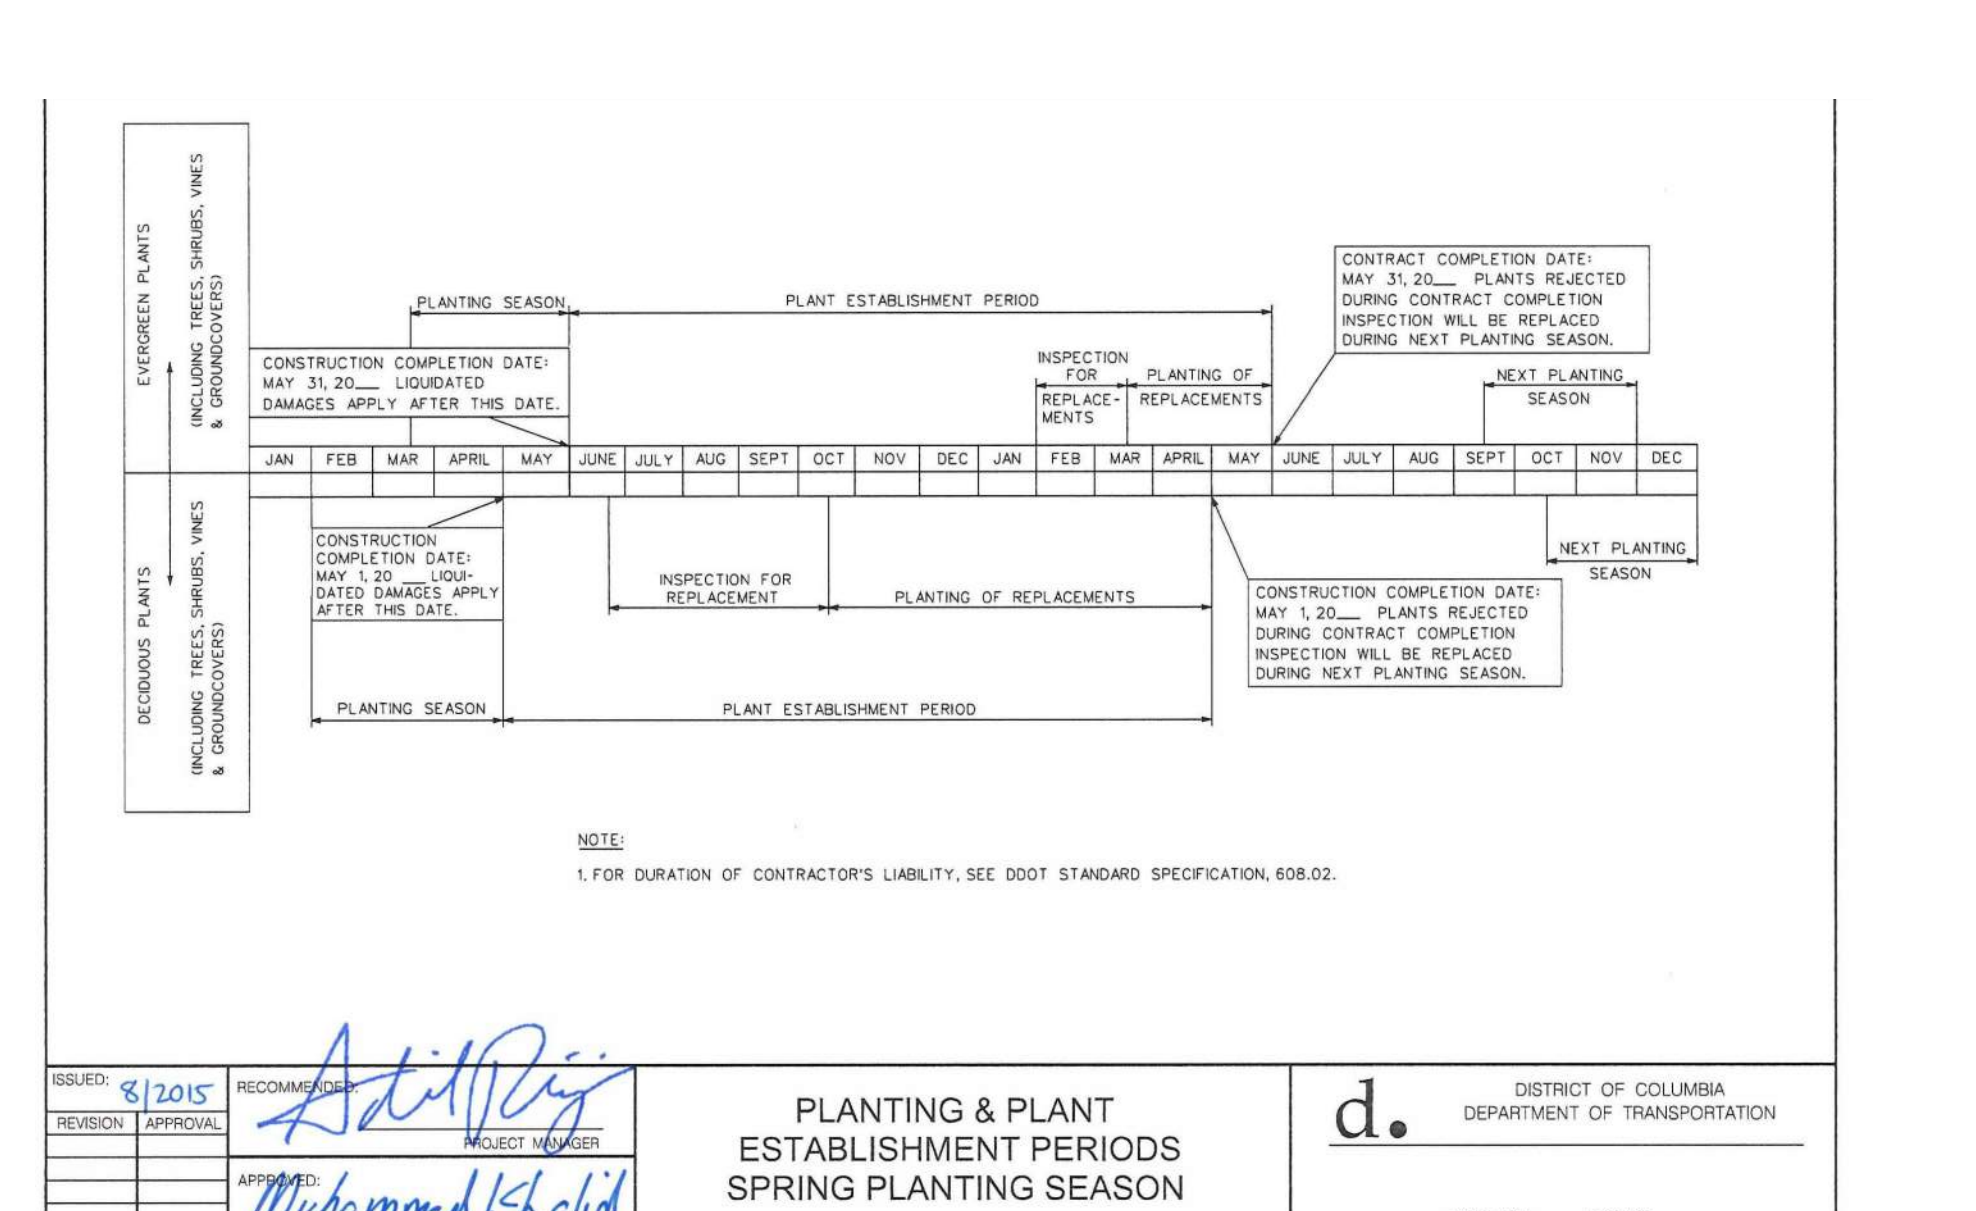 EVERGREEN PLANTS
(INCLUDING TREES, SHRUBS, VINES
& GROUNDCOVERS)
DECIDUOUS PLANTS
(INCLUDING TREES, SHRUBS, VINES
& GROUNDCOVERS)
PLANTING SEASON
PLANT ESTABLISHMENT PERIOD
CONTRACT COMPLETION DATE:
MAY 31, 20__ PLANTS REJECTED
DURING CONTRACT COMPLETION
INSPECTION WILL BE REPLACED
DURING NEXT PLANTING SEASON.
CONSTRUCTION COMPLETION DATE:
MAY 31, 20__ LIQUIDATED
DAMAGES APPLY AFTER THIS DATE.
INSPECTION
FOR
REPLACE-
MENTS
PLANTING OF
REPLACEMENTS
NEXT PLANTING
SEASON
JAN FEB MAR APRIL MAY JUNE JULY AUG SEPT OCT NOV DEC JAN FEB MAR APRIL MAY JUNE JULY AUG SEPT OCT NOV DEC
CONSTRUCTION
COMPLETION DATE:
MAY 1, 20 __ LIQUI-
DATED DAMAGES APPLY
AFTER THIS DATE.
INSPECTION FOR
REPLACEMENT
PLANTING OF REPLACEMENTS
NEXT PLANTING
SEASON
CONSTRUCTION COMPLETION DATE:
MAY 1, 20__ PLANTS REJECTED
DURING CONTRACT COMPLETION
INSPECTION WILL BE REPLACED
DURING NEXT PLANTING SEASON.
PLANTING SEASON
PLANT ESTABLISHMENT PERIOD
NOTE:
1. FOR DURATION OF CONTRACTOR'S LIABILITY, SEE DDOT STANDARD SPECIFICATION, 608.02.
ISSUED: 8/2015
REVISION APPROVAL
RECOMMENDED:
PROJECT MANAGER
APPROVED:
Muhammed Khalid
PLANTING & PLANT
ESTABLISHMENT PERIODS
SPRING PLANTING SEASON
d.
DISTRICT OF COLUMBIA
DEPARTMENT OF TRANSPORTATION